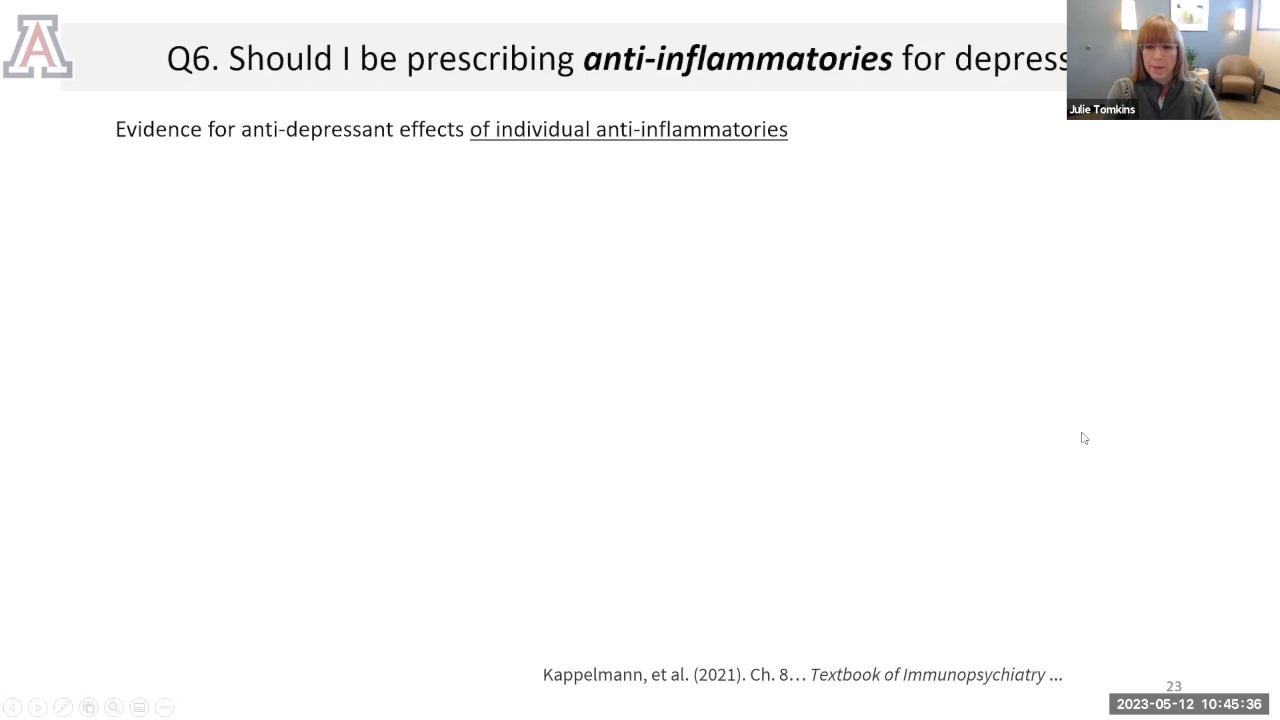 Q6. Should I be prescribing anti-inflammatories for depress
Julie Tomkins
Evidence for anti-depressant effects of individual anti-inflammatories
Kappelmann, et al. (2021). Ch. 8… Textbook of Immunopsychiatry ...
23
2023-05-12 10:45:36